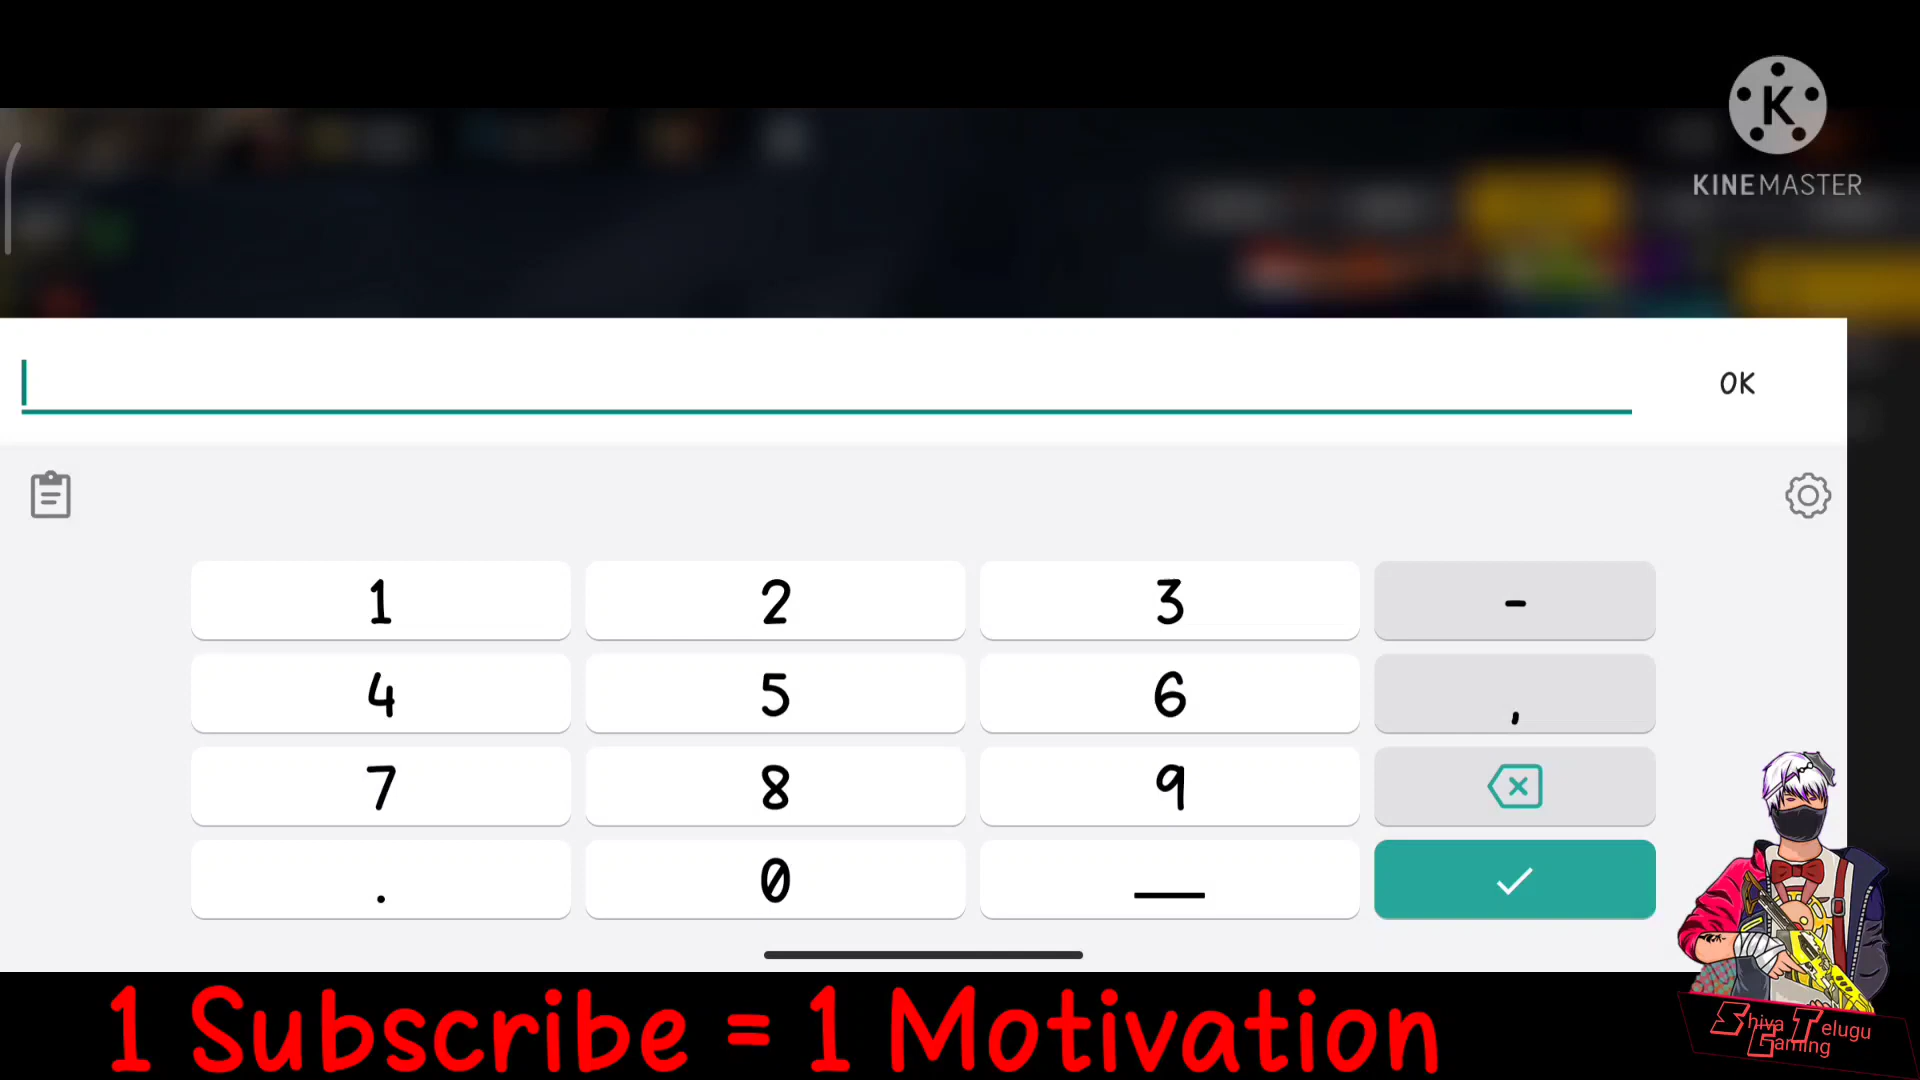 K
KINEMASTER
OK
1 2 3 -
4 5 6 ,
7 8 9
. 0
1 Subscribe = 1 Motivation
Shiva Telugu
Gaming